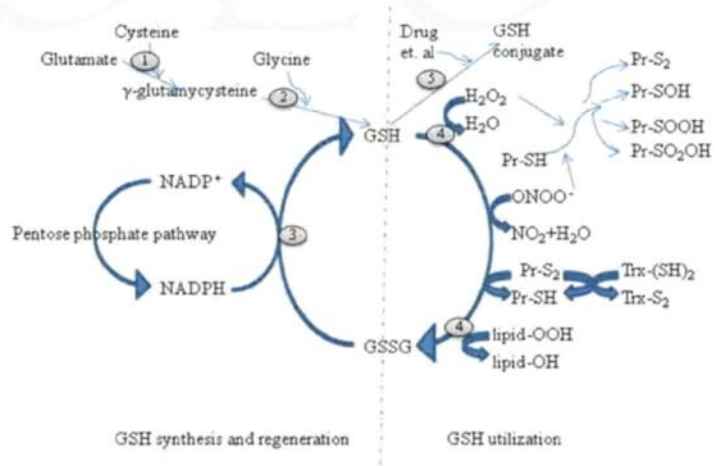 Cysteine
Glutamate
1
γ-glutamycysteine
Glycine
2
Drug
et. al
GSH
conjugate
5
GSH
4
H₂O₂
H₂O
Pr-SH
Pr-S₂
Pr-SOH
Pr-SOOH
Pr-SO₂OH
NADP⁺
Pentose phosphate pathway
NADPH
3
ONOO⁻
NO₂+H₂O
Pr-S₂
Pr-SH
Trx-(SH)₂
Trx-S₂
4
GSSG
lipid-OOH
lipid-OH
GSH synthesis and regeneration
GSH utilization